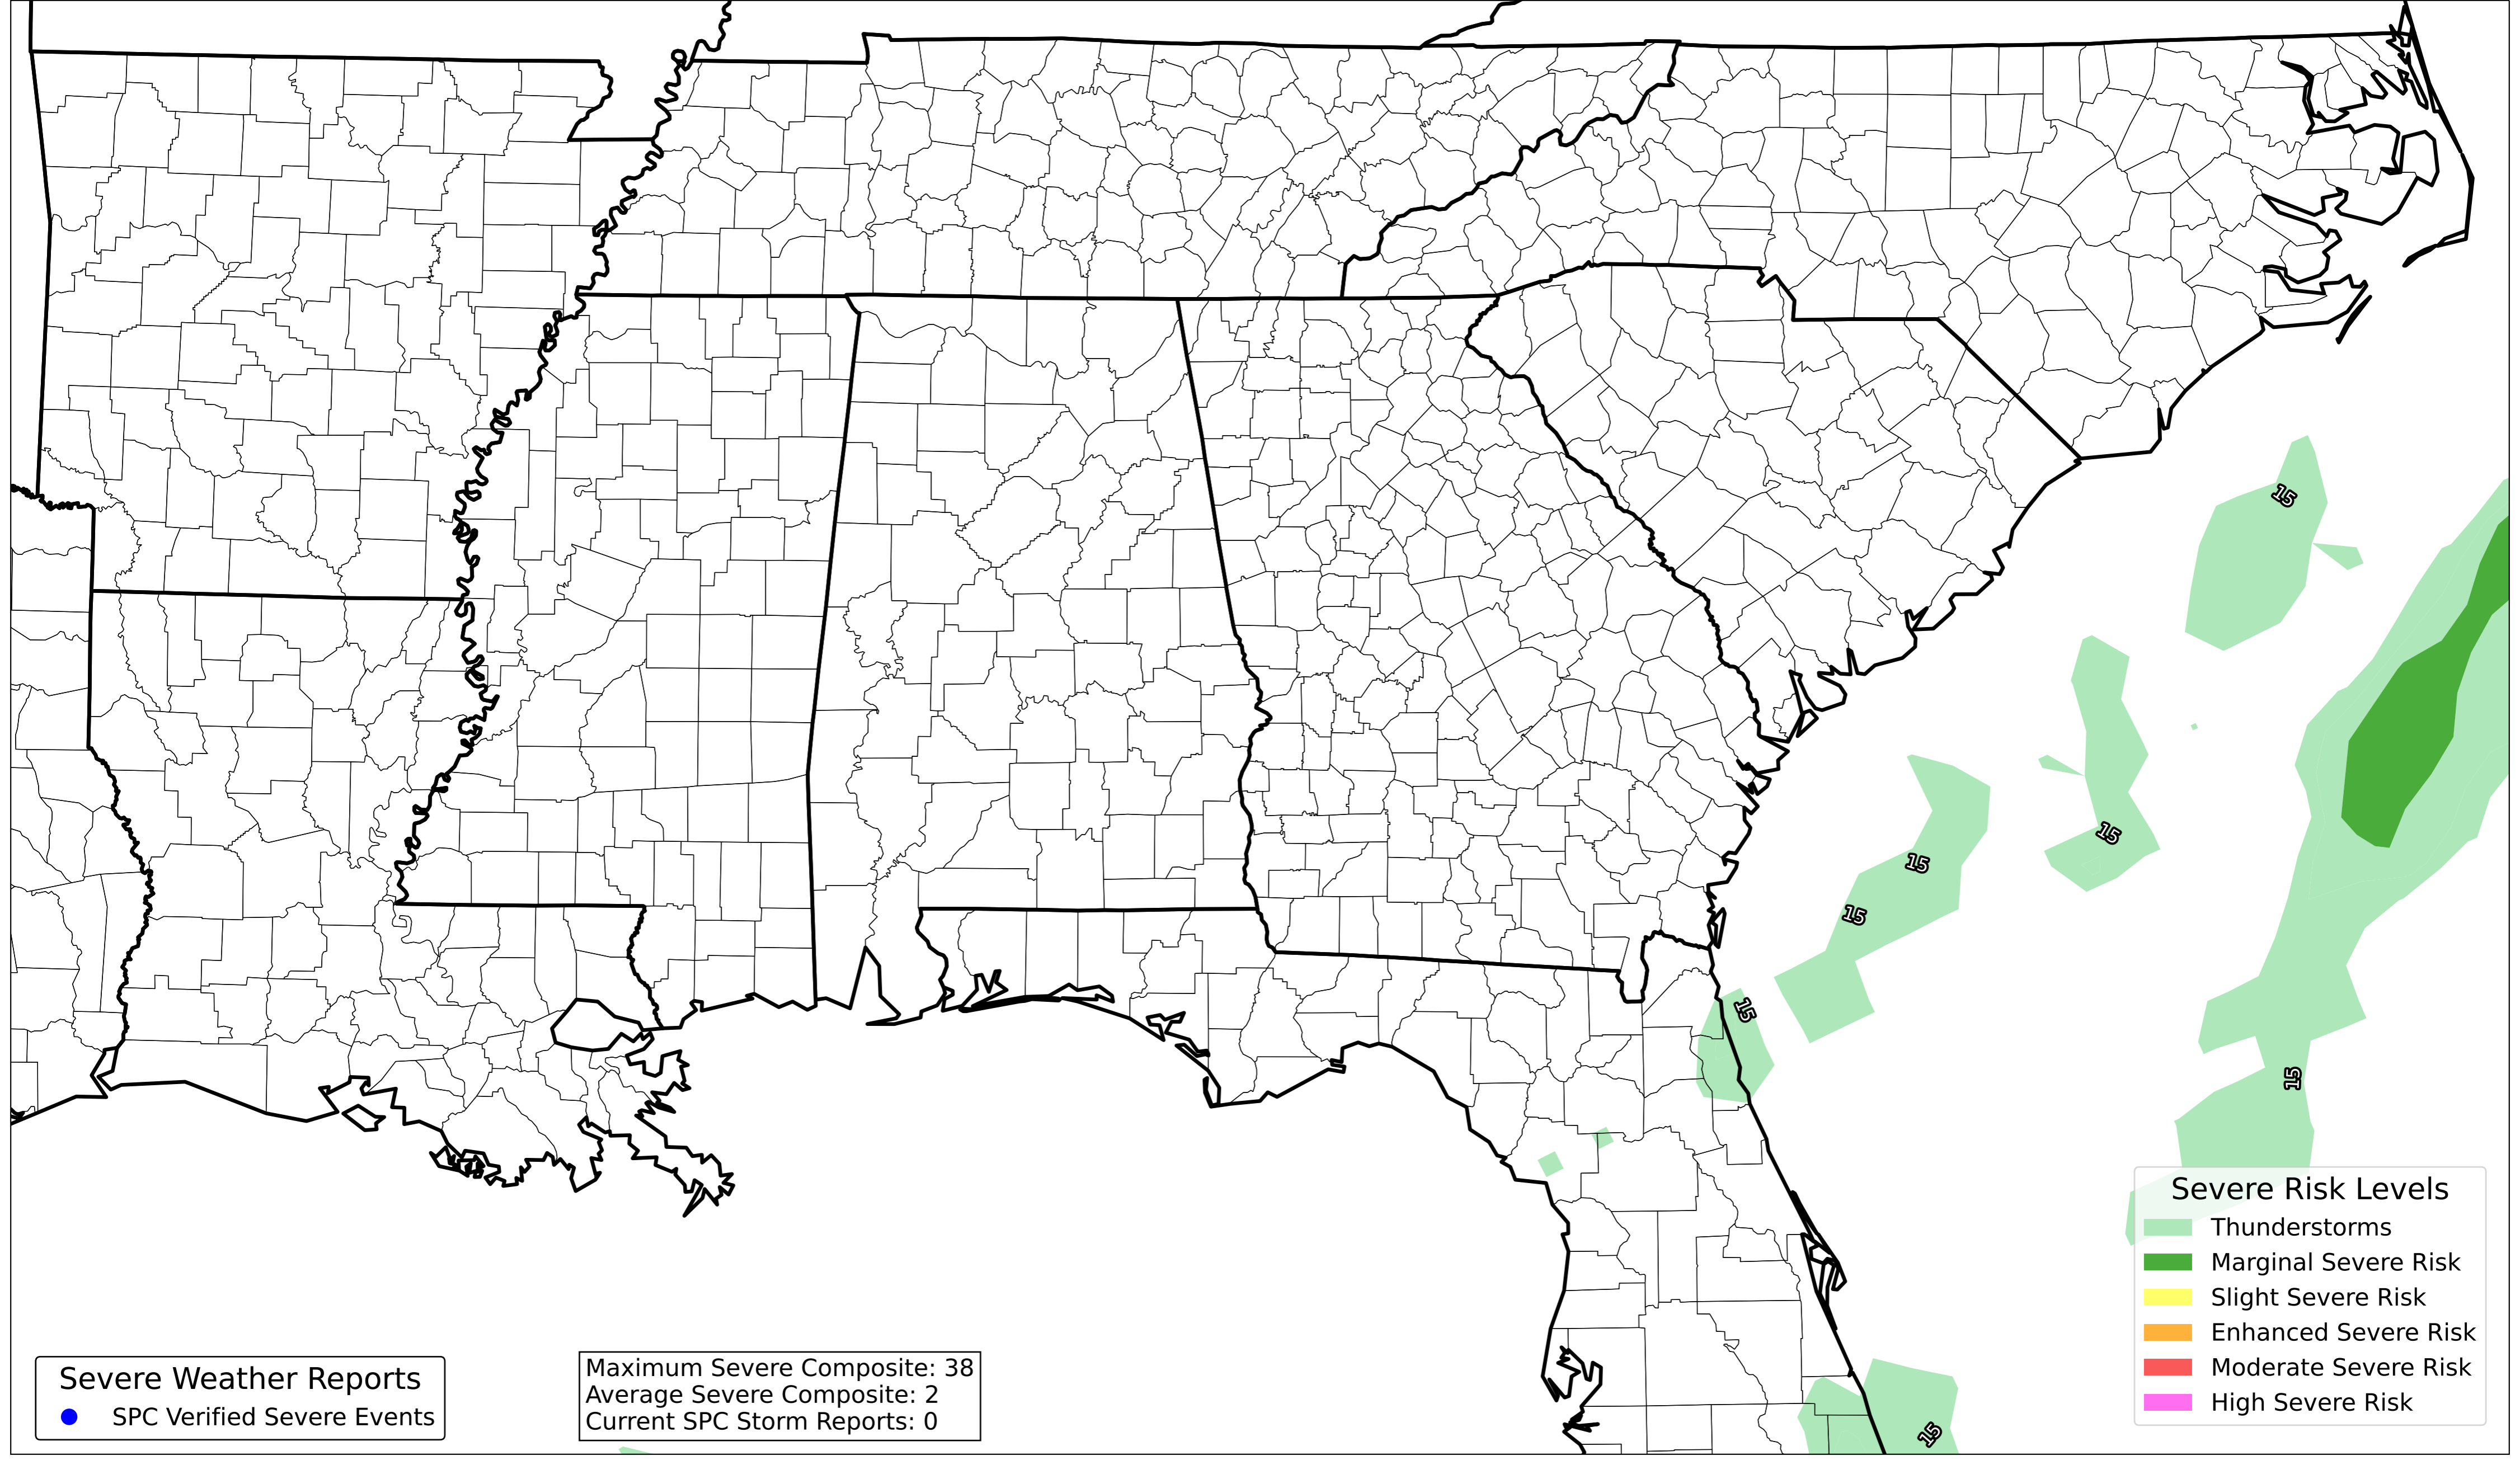 15
15
15
15
15
15
15
Severe Risk Levels
Thunderstorms
Marginal Severe Risk
Slight Severe Risk
Enhanced Severe Risk
Moderate Severe Risk
High Severe Risk
Severe Weather Reports
SPC Verified Severe Events
Maximum Severe Composite: 38
Average Severe Composite: 2
Current SPC Storm Reports: 0